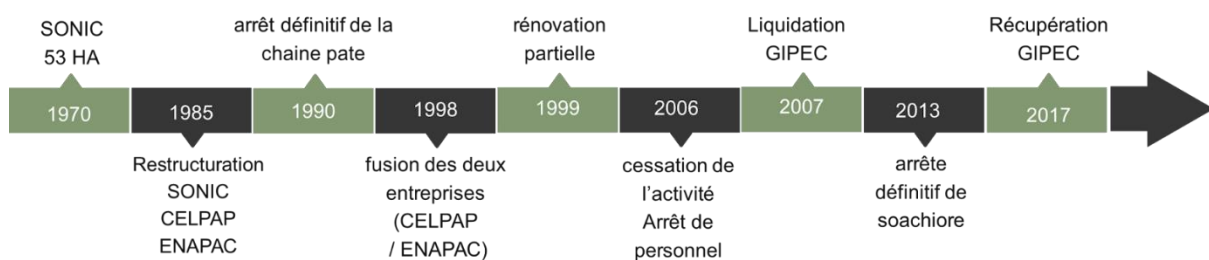 SONIC
53 HA
arrêt définitif de la
chaine pate
rénovation
partielle
Liquidation
GIPEC
Récupération
GIPEC
1970
1985
1990
1998
1999
2006
2007
2013
2017
Restructuration
SONIC
CELPAP
ENAPAC
fusion des deux
entreprises
(CELPAP
/ ENAPAC)
cessation de
l'activité
Arrêt de
personnel
arrête
définitif de
soachiore